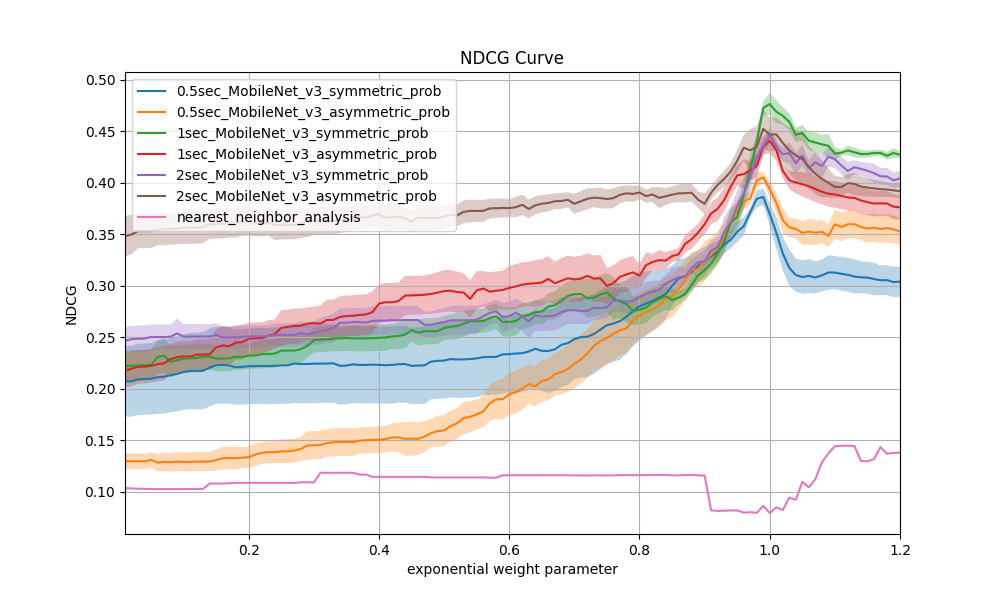 NDCG Curve
0.5sec_MobileNet_v3_symmetric_prob
0.5sec_MobileNet_v3_asymmetric_prob
1sec_MobileNet_v3_symmetric_prob
1sec_MobileNet_v3_asymmetric_prob
2sec_MobileNet_v3_symmetric_prob
2sec_MobileNet_v3_asymmetric_prob
nearest_neighbor_analysis
NDCG
0.50
0.45
0.40
0.35
0.30
0.25
0.20
0.15
0.10
0.2 0.4 0.6 0.8 1.0 1.2
exponential weight parameter